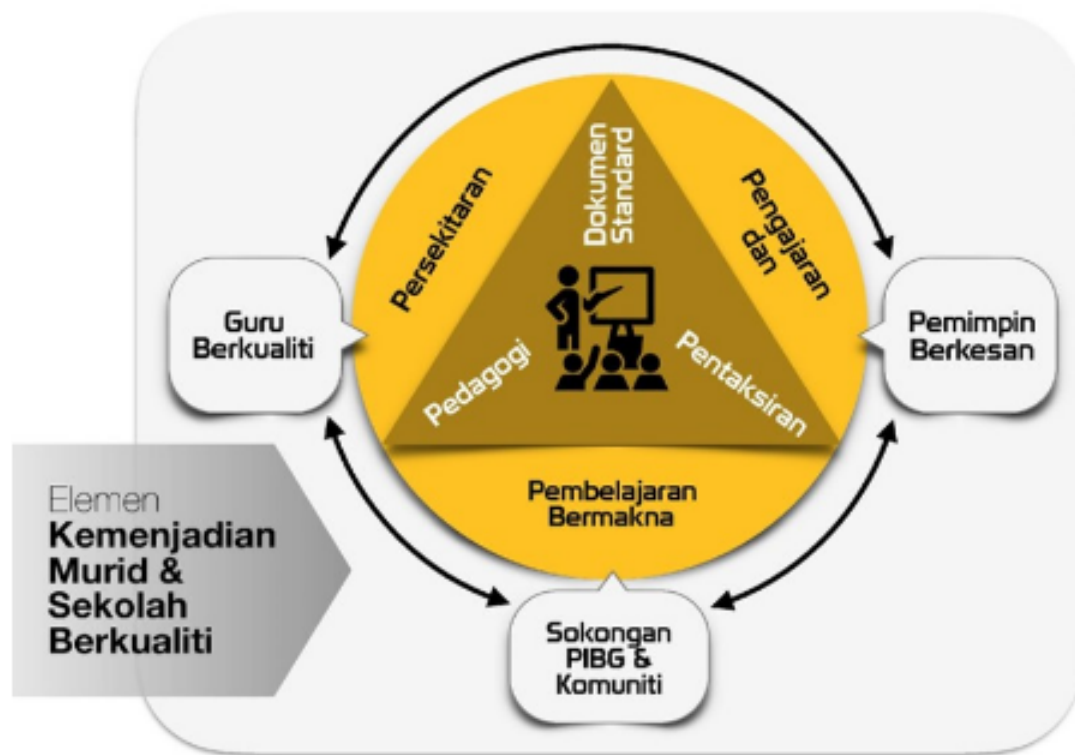 Persekitaran
Pengajaran
dan
Dokumen
Standard
Pedagogi
Pentaksiran
Pembelajaran
Bermakna
Guru
Berkualiti
Pemimpin
Berkesan
Elemen
Kemenjadian
Murid &
Sekolah
Berkualiti
Sokongan
PIBG &
Komuniti